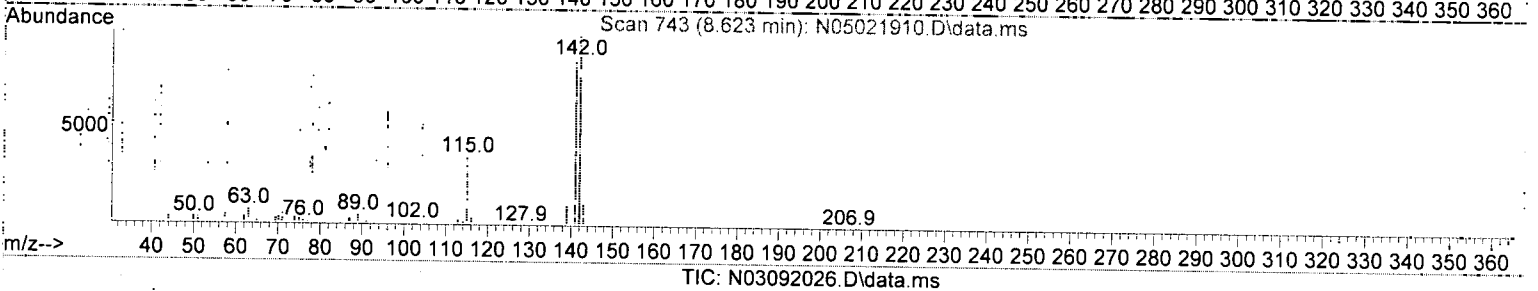 Abundance
Scan 743 (8.623 min): N05021910.D\data.ms
142.0
5000
115.0
50.0 63.0 76.0 89.0 102.0 127.9 206.9
m/z--> 40 50 60 70 80 90 100 110 120 130 140 150 160 170 180 190 200 210 220 230 240 250 260 270 280 290 300 310 320 330 340 350 360
TIC: N03092026.D\data.ms